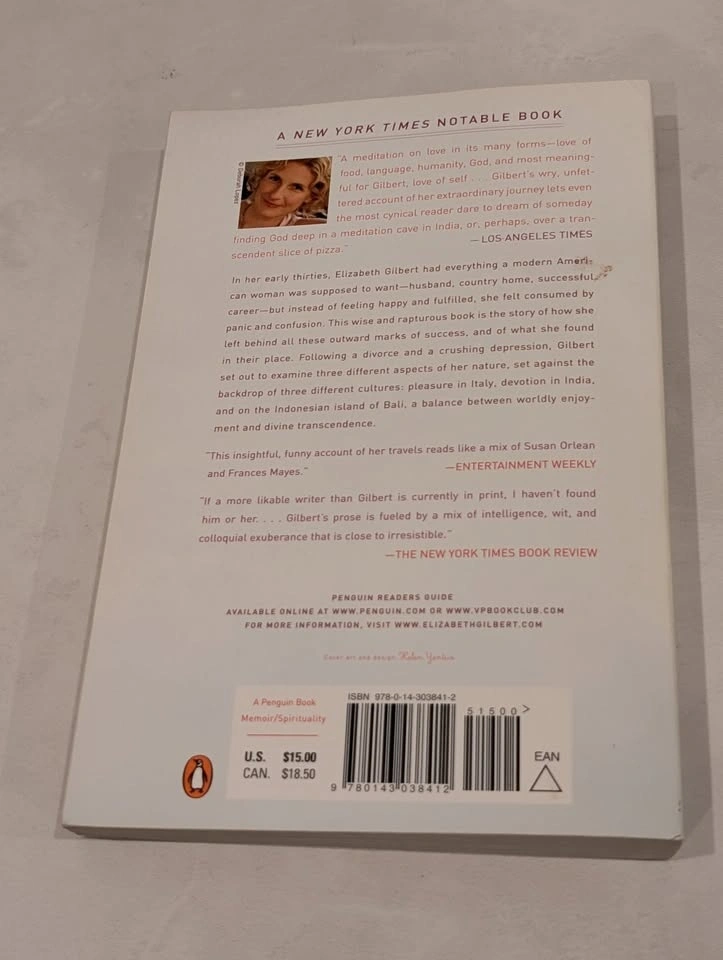 A NEW YORK TIMES NOTABLE BOOK
© Deborah Lopez
"A meditation on love in its many forms—love of
food, language, humanity, God, and most meaning-
ful for Gilbert, love of self . . . Gilbert's wry, unfet-
tered account of her extraordinary journey lets even
the most cynical reader dare to dream of someday
finding God deep in a meditation cave in India, or, perhaps, over a tran-
scendent slice of pizza."
—LOS ANGELES TIMES
In her early thirties, Elizabeth Gilbert had everything a modern Ameri-
can woman was supposed to want—husband, country home, successful
career—but instead of feeling happy and fulfilled, she felt consumed by
panic and confusion. This wise and rapturous book is the story of how she
left behind all these outward marks of success, and of what she found
in their place. Following a divorce and a crushing depression, Gilbert
set out to examine three different aspects of her nature, set against the
backdrop of three different cultures: pleasure in Italy, devotion in India,
and on the Indonesian island of Bali, a balance between worldly enjoy-
ment and divine transcendence.
"This insightful, funny account of her travels reads like a mix of Susan Orlean
and Frances Mayes."
—ENTERTAINMENT WEEKLY
"If a more likable writer than Gilbert is currently in print, I haven't found
him or her. . . . Gilbert's prose is fueled by a mix of intelligence, wit, and
colloquial exuberance that is close to irresistible."
—THE NEW YORK TIMES BOOK REVIEW
PENGUIN READERS GUIDE
AVAILABLE ONLINE AT WWW.PENGUIN.COM OR WWW.VPBOOKCLUB.COM
FOR MORE INFORMATION, VISIT WWW.ELIZABETHGILBERT.COM
Cover art and design Helen Yentus
A Penguin Book
Memoir/Spirituality
U.S. $15.00
CAN. $18.50
ISBN 978-0-14-303841-2
51500>
9 780143 038412
EAN